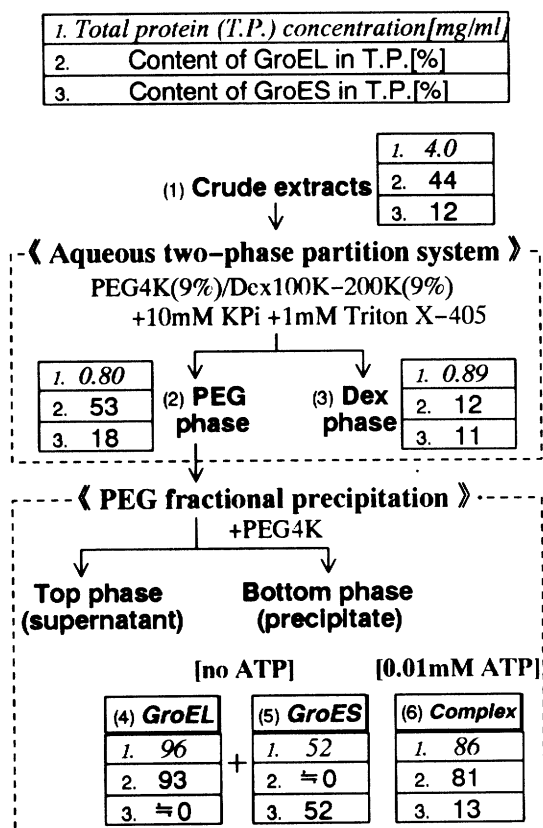 1. Total protein (T.P.) concentration[mg/ml]
2. Content of GroEL in T.P.[%]
3. Content of GroES in T.P.[%]
1. 4.0
(1) Crude extracts
2. 44
3. 12
《 Aqueous two-phase partition system 》
PEG4K(9%)/Dex100K-200K(9%)
+10mM KPi +1mM Triton X-405
1. 0.80
2. 53
3. 18
(2) PEG
phase
(3) Dex
phase
1. 0.89
2. 12
3. 11
《 PEG fractional precipitation 》
+PEG4K
Top phase
(supernatant)
Bottom phase
(precipitate)
[no ATP] [0.01mM ATP]
(4) GroEL
1. 96
2. 93
3. ≒0
+
(5) GroES
1. 52
2. ≒0
3. 52
(6) Complex
1. 86
2. 81
3. 13